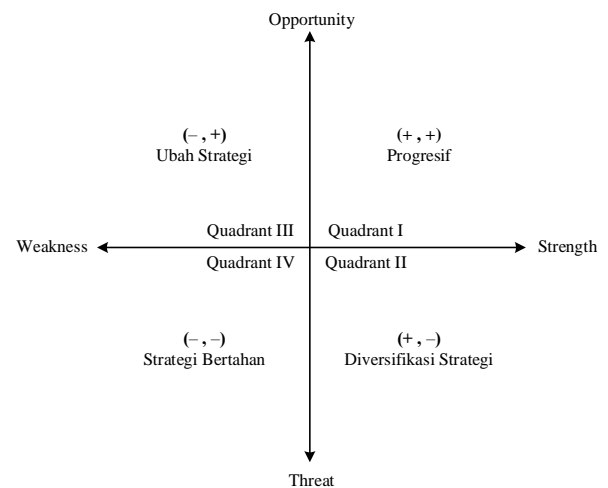 Opportunity
(– , +)
Ubah Strategi
(+ , +)
Progresif
Quadrant III
Quadrant I
Weakness
Strength
Quadrant IV
Quadrant II
(– , –)
Strategi Bertahan
(+ , –)
Diversifikasi Strategi
Threat